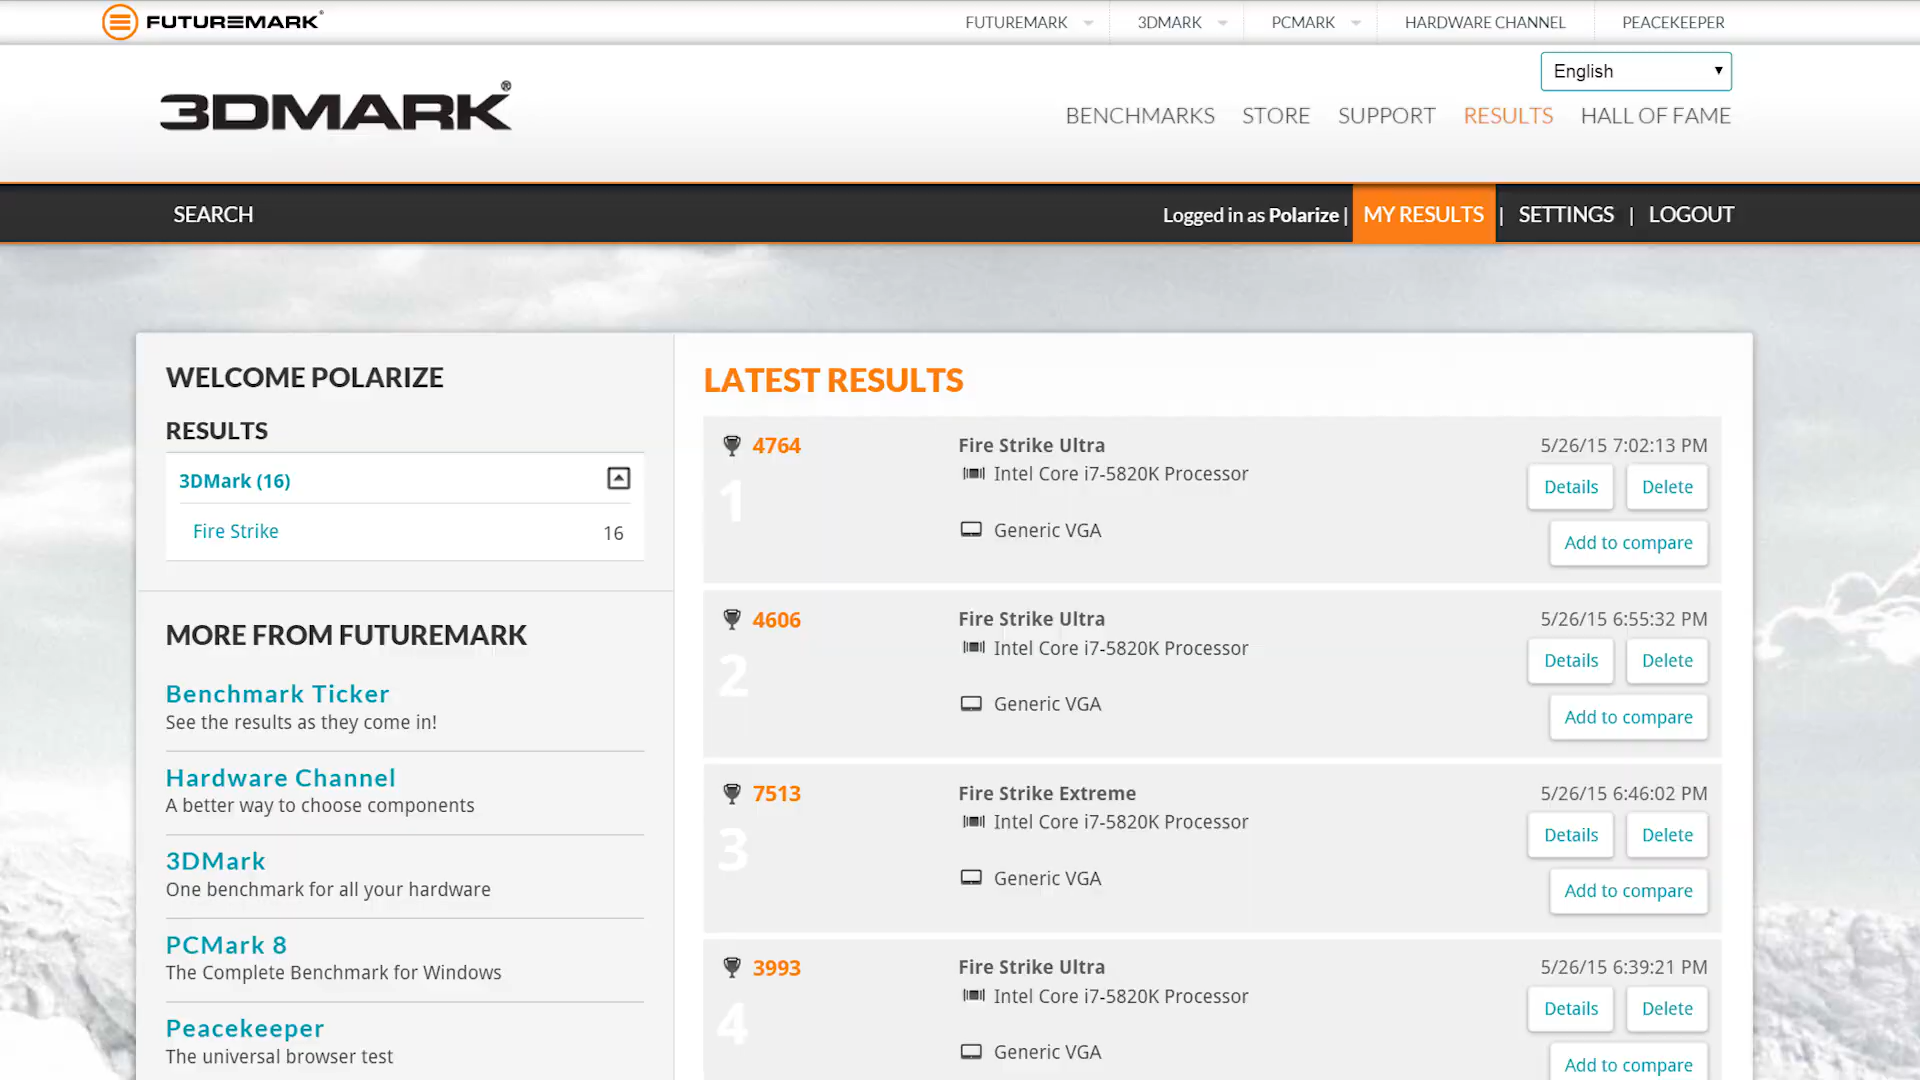 FUTUREMARK
FUTUREMARK 3DMARK PCMARK HARDWARE CHANNEL PEACEKEEPER
English
3DMARK®
BENCHMARKS STORE SUPPORT RESULTS HALL OF FAME
SEARCH
Logged in as Polarize | MY RESULTS | SETTINGS | LOGOUT
WELCOME POLARIZE
RESULTS
3DMark (16)
Fire Strike 16
MORE FROM FUTUREMARK
Benchmark Ticker
See the results as they come in!
Hardware Channel
A better way to choose components
3DMark
One benchmark for all your hardware
PCMark 8
The Complete Benchmark for Windows
Peacekeeper
The universal browser test
LATEST RESULTS
4764 Fire Strike Ultra 5/26/15 7:02:13 PM
1 Intel Core i7-5820K Processor Details Delete
Generic VGA Add to compare
4606 Fire Strike Ultra 5/26/15 6:55:32 PM
2 Intel Core i7-5820K Processor Details Delete
Generic VGA Add to compare
7513 Fire Strike Extreme 5/26/15 6:46:02 PM
3 Intel Core i7-5820K Processor Details Delete
Generic VGA Add to compare
3993 Fire Strike Ultra 5/26/15 6:39:21 PM
4 Intel Core i7-5820K Processor Details Delete
Generic VGA Add to compare